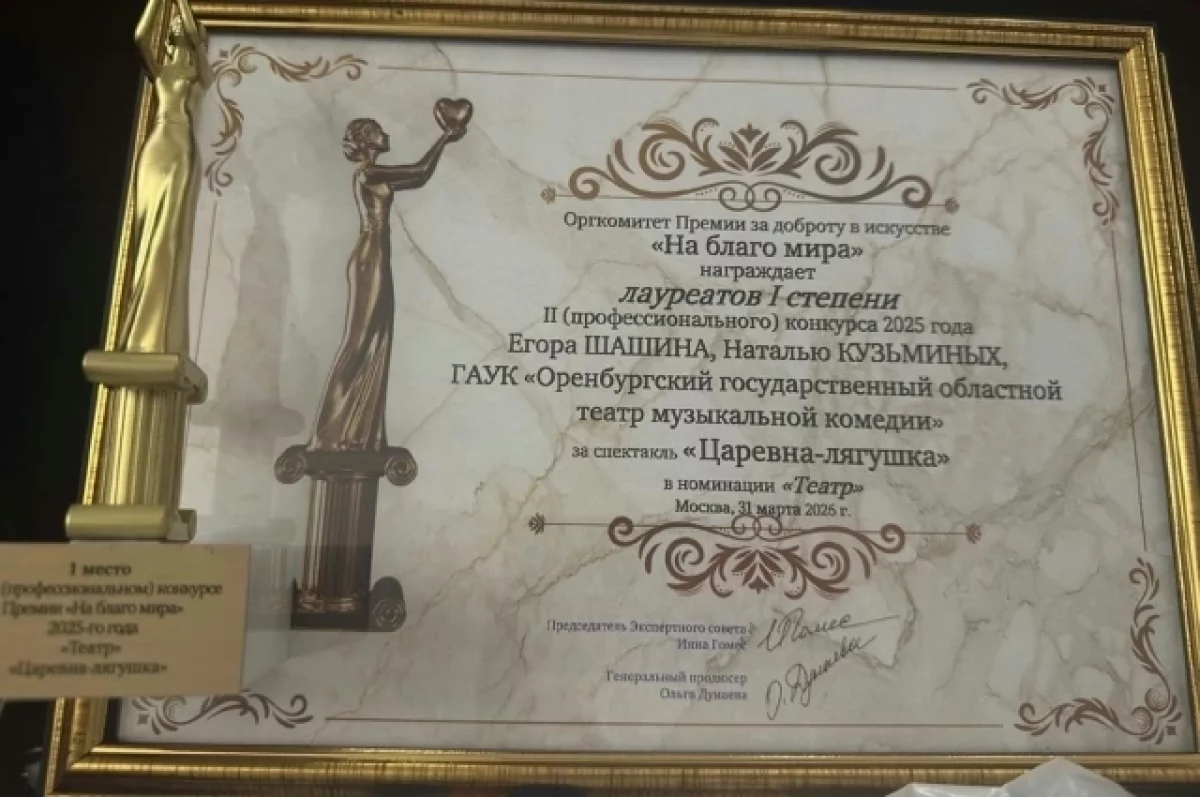 Оргкомитет Премии за доброту в искусстве
«На благо мира»
награждает
лауреатов I степени
II (профессионального) конкурса 2025 года
Егора ШАШИНА, Наталью КУЗЬМИНЫХ,
ГАУК «Оренбургский государственный областной
театр музыкальной комедии»
за спектакль «Царевна-лягушка»
в номинации «Театр»
Москва, 31 марта 2026 г.
Председатель Экспертного совета
Инна Гомес
Генеральный продюсер
Ольга Дунаева
I место
(профессиональном) конкурсе
Премии «На благо мира»
2025-го года
«Театр»
«Царевна-лягушка»